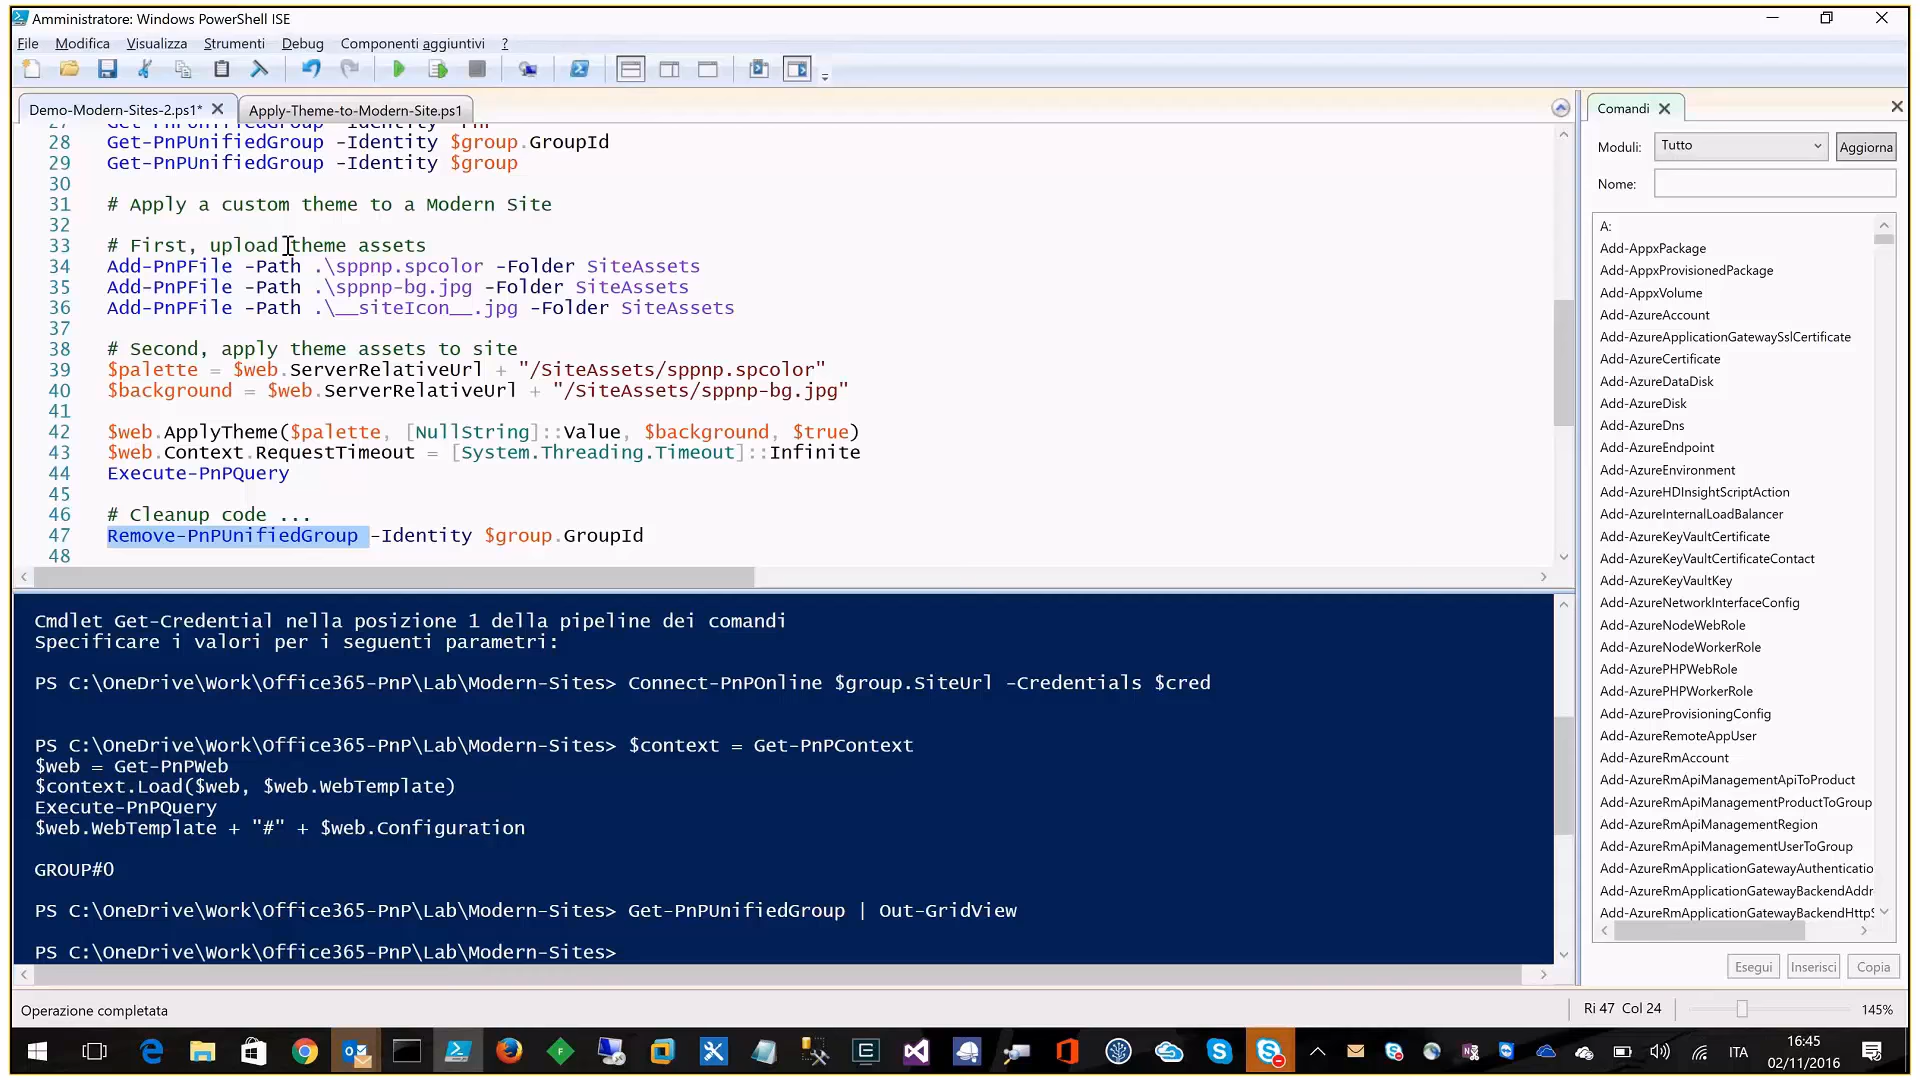 Amministratore: Windows PowerShell ISE
File Modifica Visualizza Strumenti Debug Componenti aggiuntivi ?
Demo-Modern-Sites-2.ps1* Apply-Theme-to-Modern-Site.ps1
28 Get-PnPUnifiedGroup -Identity $group.GroupId
29 Get-PnPUnifiedGroup -Identity $group
30
31 # Apply a custom theme to a Modern Site
32
33 # First, upload theme assets
34 Add-PnPFile -Path .\sppnp.spcolor -Folder SiteAssets
35 Add-PnPFile -Path .\sppnp-bg.jpg -Folder SiteAssets
36 Add-PnPFile -Path .\__siteIcon__.jpg -Folder SiteAssets
37
38 # Second, apply theme assets to site
39 $palette = $web.ServerRelativeUrl + "/SiteAssets/sppnp.spcolor"
40 $background = $web.ServerRelativeUrl + "/SiteAssets/sppnp-bg.jpg"
41
42 $web.ApplyTheme($palette, [NullString]::Value, $background, $true)
43 $web.Context.RequestTimeout = [System.Threading.Timeout]::Infinite
44 Execute-PnPQuery
45
46 # Cleanup code ...
47 Remove-PnPUnifiedGroup -Identity $group.GroupId
48
Cmdlet Get-Credential nella posizione 1 della pipeline dei comandi
Specificare i valori per i seguenti parametri:
PS C:\OneDrive\Work\Office365-PnP\Lab\Modern-Sites> Connect-PnPOnline $group.SiteUrl -Credentials $cred
PS C:\OneDrive\Work\Office365-PnP\Lab\Modern-Sites> $context = Get-PnPContext
$web = Get-PnPWeb
$context.Load($web, $web.WebTemplate)
Execute-PnPQuery
$web.WebTemplate + "#" + $web.Configuration
GROUP#0
PS C:\OneDrive\Work\Office365-PnP\Lab\Modern-Sites> Get-PnPUnifiedGroup | Out-GridView
PS C:\OneDrive\Work\Office365-PnP\Lab\Modern-Sites>
Comandi
Moduli: Tutto Aggiorna
Nome:
A:
Add-AppxPackage
Add-AppxProvisionedPackage
Add-AppxVolume
Add-AzureAccount
Add-AzureApplicationGatewaySslCertificate
Add-AzureCertificate
Add-AzureDataDisk
Add-AzureDisk
Add-AzureDns
Add-AzureEndpoint
Add-AzureEnvironment
Add-AzureHDInsightScriptAction
Add-AzureInternalLoadBalancer
Add-AzureKeyVaultCertificate
Add-AzureKeyVaultCertificateContact
Add-AzureKeyVaultKey
Add-AzureNetworkInterfaceConfig
Add-AzureNodeWebRole
Add-AzureNodeWorkerRole
Add-AzurePHPWebRole
Add-AzurePHPWorkerRole
Add-AzureProvisioningConfig
Add-AzureRemoteAppUser
Add-AzureRmAccount
Add-AzureRmApiManagementApiToProduct
Add-AzureRmApiManagementProductToGroup
Add-AzureRmApiManagementRegion
Add-AzureRmApiManagementUserToGroup
Add-AzureRmApplicationGatewayAuthenticatio
Add-AzureRmApplicationGatewayBackendAddr
Add-AzureRmApplicationGatewayBackendHttpS
Esegui Inserisci Copia
Operazione completata
Ri 47 Col 24 145%
ITA
16:45
02/11/2016